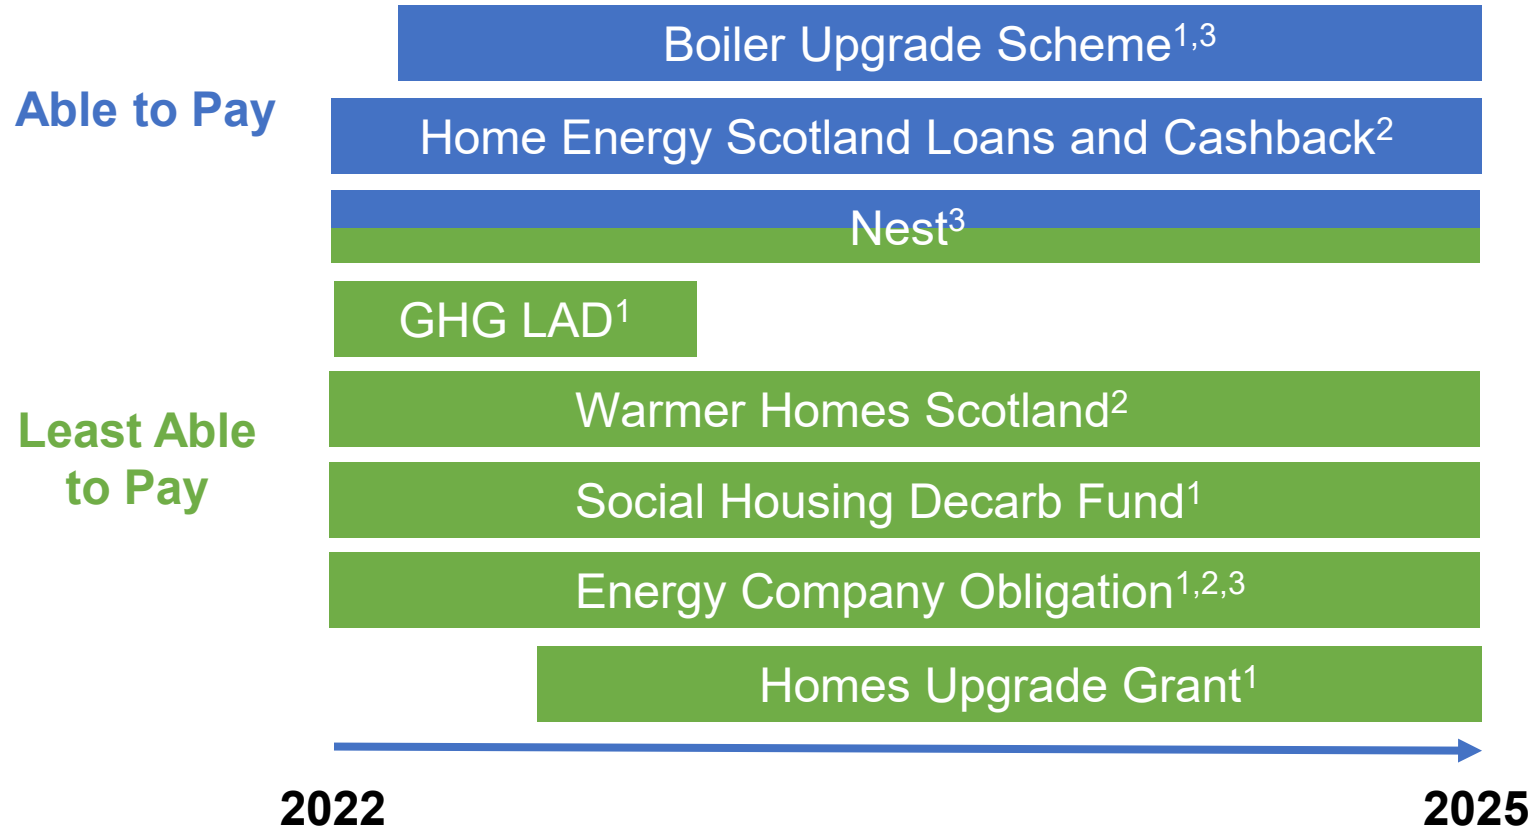 Boiler Upgrade Scheme1,3
Able to Pay
Home Energy Scotland Loans and Cashback2
Nest3
GHG LAD1
Warmer Homes Scotland2
Least Able
to Pay
Social Housing Decarb Fund1
Energy Company Obligation1,2,3
Homes Upgrade Grant1
2022
2025